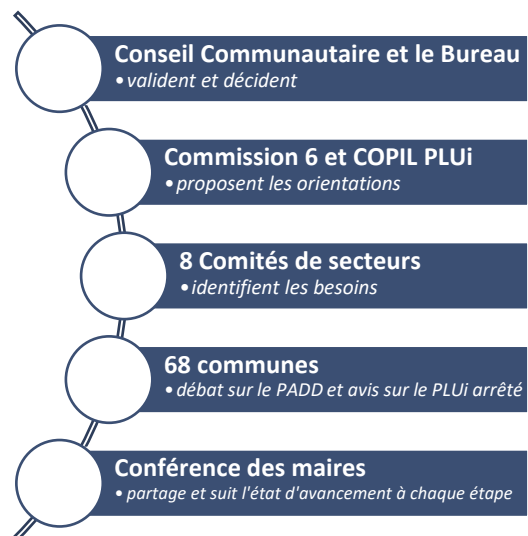 Conseil Communautaire et le Bureau
•valident et décident
Commission 6 et COPIL PLUi
•proposent les orientations
8 Comités de secteurs
•identifient les besoins
68 communes
•débat sur le PADD et avis sur le PLUi arrêté
Conférence des maires
• partage et suit l'état d'avancement à chaque étape